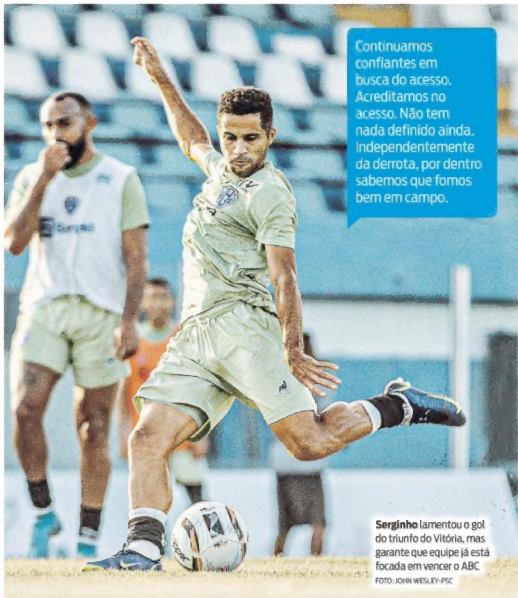 Continuamos
confiantes em
busca do acesso.
Acreditamos no
acesso. Não tem
nada definido ainda.
Independentemente
da derrota, por dentro
sabemos que fomos
bem em campo.
Serginho lamentou o gol
do triunfo do Vitória, mas
garante que equipe já está
focada em vencer o ABC
FOTO: JOHN WESLEY-PSC